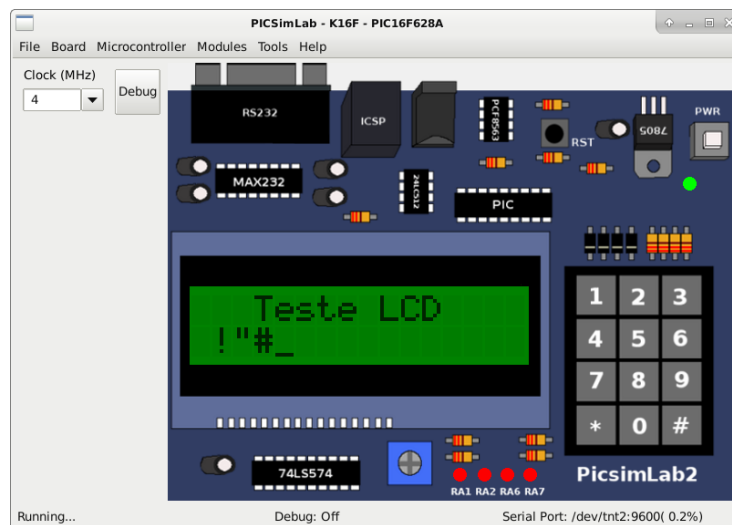 PICSimLab - K16F - PIC16F628A
File Board Microcontroller Modules Tools Help
Clock (MHz)
4
Debug
RS232
ICSP
PCF8563
RST
7805
PWR
MAX232
24LC512
PIC
Teste LCD
!"#_
1 2 3
4 5 6
7 8 9
* 0 #
74LS574
RA1 RA2 RA6 RA7
PicsimLab2
Running...
Debug: Off
Serial Port: /dev/tnt2:9600( 0.2%)